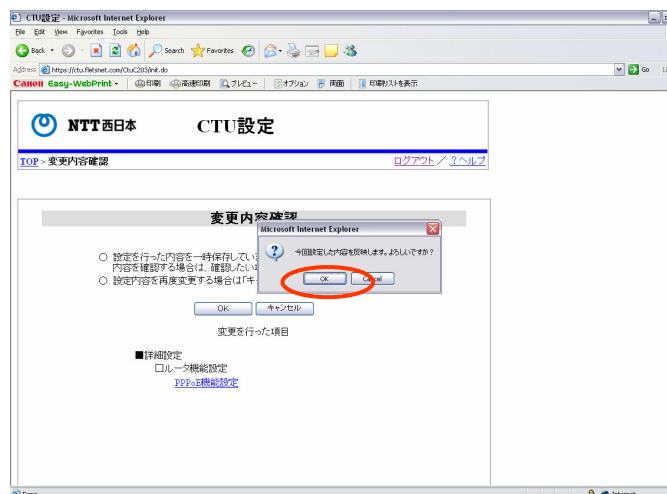 CTU設定 - Microsoft Internet Explorer
File Edit View Favorites Tools Help
Back Search Favorites
Address https://ctu.fletsnet.com/CtuC203/init.do Go
Canon Easy-WebPrint 印刷 高速印刷 プレビュー オプション 両面 印刷リストを表示
NTT西日本 CTU設定
TOP > 変更内容確認 ログアウト / ?ヘルプ
変更内容確認
Microsoft Internet Explorer
今回設定した内容を反映します。よろしいですか?
OK Cancel
○ 設定を行った内容を一時保存してい
内容を確認する場合は、確認したい
○ 設定内容を再度変更する場合は「キ
OK キャンセル
変更を行った項目
■詳細設定
□ルータ機能設定
PPPoE機能設定
Done Internet